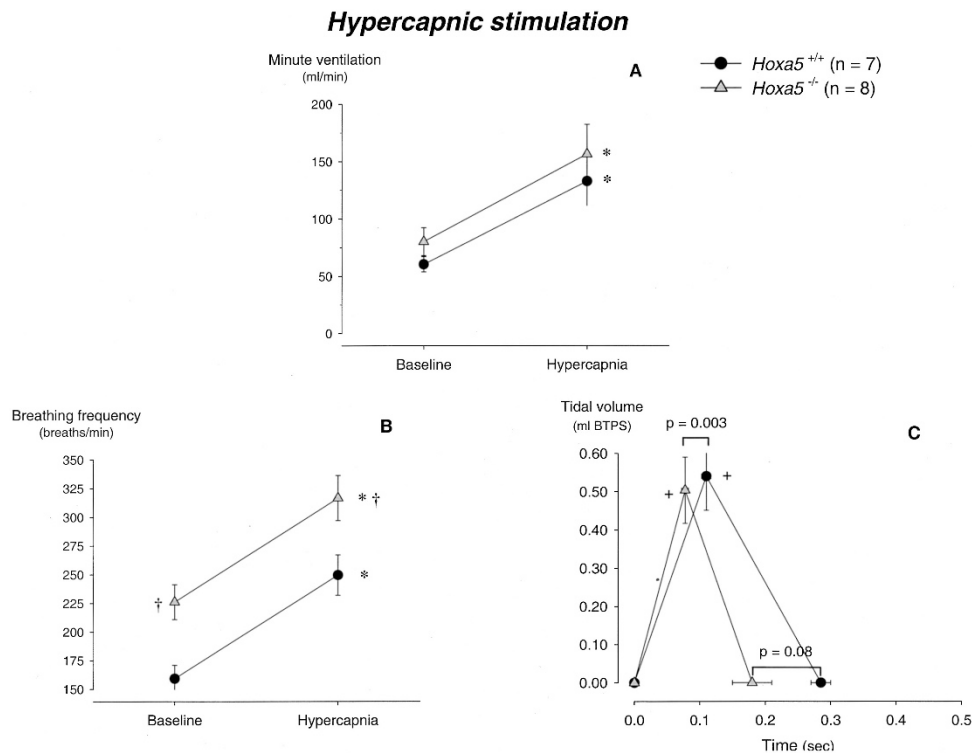 Hypercapnic stimulation
Minute ventilation
(ml/min)
A
Hoxa5 +/+ (n = 7)
Hoxa5 -/- (n = 8)
200
150
100
50
0
*
*
Baseline
Hypercapnia
Breathing frequency
(breaths/min)
B
350
325
300
275
250
225
200
175
150
* †
*
†
Baseline
Hypercapnia
Tidal volume
(ml BTPS)
C
p = 0.003
0.60
0.50
0.40
0.30
0.20
0.10
0.00
+
+
p = 0.08
0.0
0.1
0.2
0.3
0.4
0.5
Time (sec)